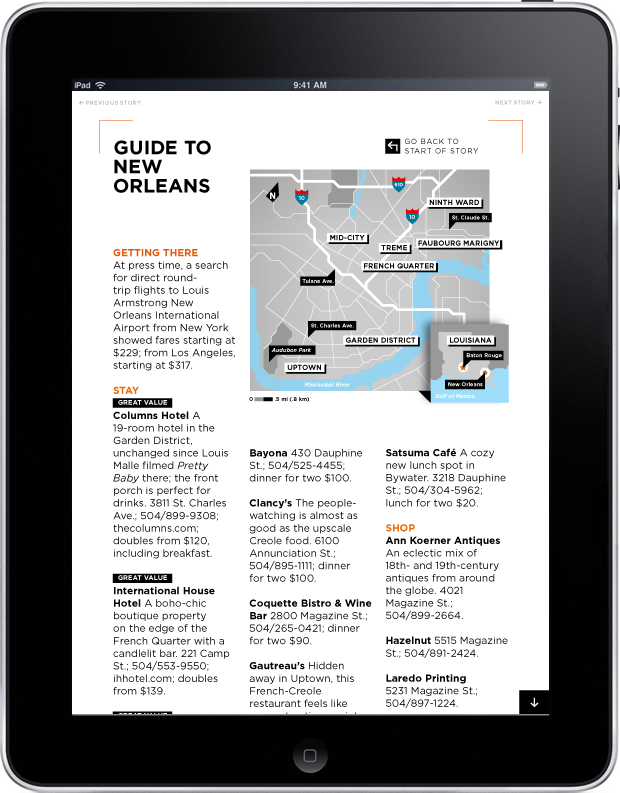 iPad
9:41 AM
PREVIOUS STORY
NEXT STORY
GUIDE TO
NEW
ORLEANS
GO BACK TO
START OF STORY
N
10
610
10
NINTH WARD
St. Claude St.
MID-CITY
TREME
FAUBOURG MARIGNY
FRENCH QUARTER
Tulane Ave.
St. Charles Ave.
GARDEN DISTRICT
Audubon Park
UPTOWN
Mississippi River
LOUISIANA
Baton Rouge
New Orleans
Gulf of Mexico
0 .5 mi (.8 km)
GETTING THERE
At press time, a search
for direct round-
trip flights to Louis
Armstrong New
Orleans International
Airport from New York
showed fares starting at
$229; from Los Angeles,
starting at $317.
STAY
GREAT VALUE
Columns Hotel A
19-room hotel in the
Garden District,
unchanged since Louis
Malle filmed Pretty
Baby there; the front
porch is perfect for
drinks. 3811 St. Charles
Ave.; 504/899-9308;
thecolumns.com;
doubles from $120,
including breakfast.
GREAT VALUE
International House
Hotel A boho-chic
boutique property
on the edge of the
French Quarter with a
candlelit bar. 221 Camp
St.; 504/553-9550;
ihhotel.com; doubles
from $139.
GREAT VALUE
Bayona 430 Dauphine
St.; 504/525-4455;
dinner for two $100.
Clancy's The people-
watching is almost as
good as the upscale
Creole food. 6100
Annunciation St.;
504/895-1111; dinner
for two $100.
Coquette Bistro & Wine
Bar 2800 Magazine St.;
504/265-0421; dinner
for two $90.
Gautreau's Hidden
away in Uptown, this
French-Creole
restaurant feels like
Satsuma Café A cozy
new lunch spot in
Bywater. 3218 Dauphine
St.; 504/304-5962;
lunch for two $20.
SHOP
Ann Koerner Antiques
An eclectic mix of
18th- and 19th-century
antiques from around
the globe. 4021
Magazine St.;
504/899-2664.
Hazelnut 5515 Magazine
St.; 504/891-2424.
Laredo Printing
5231 Magazine St.;
504/897-1224.